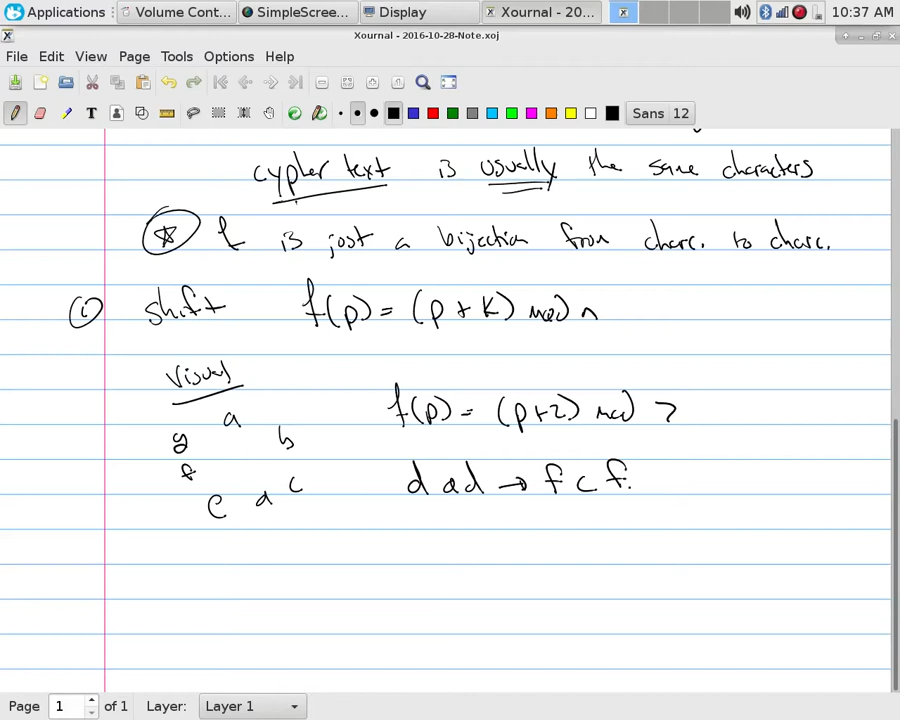 Applications Volume Cont... SimpleScree... Display Xournal - 20... 10:37 AM
Xournal - 2016-10-28-Note.xoj
File Edit View Page Tools Options Help
Sans 12
cypher text is usually the same characters
f is just a bijection from charc. to charc.
shift f(p) = (p + k) mod n
Visual
a f(p) = (p+2) mod 7
g b
f c dad → fcf.
e d
Page 1 of 1 Layer: Layer 1